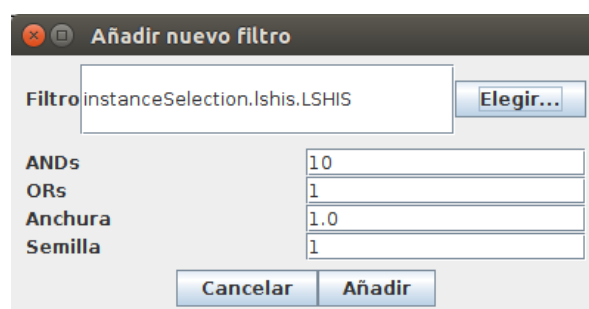 Añadir nuevo filtro
Filtro instanceSelection.lshis.LSHIS Elegir...
ANDs 10
ORs 1
Anchura 1.0
Semilla 1
Cancelar Añadir